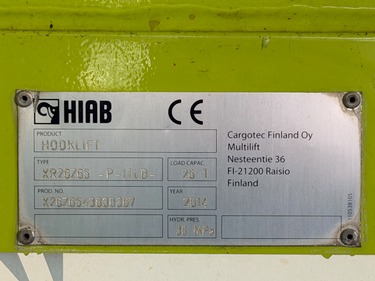 HIAB CE
PRODUCT
HOOKLIFT
TYPE
LOAD CAPAC.
26 T
PROD. NO.
YEAR
2014
HYDR. PRES.
Cargotec Finland Oy
Multilift
Nesteentie 36
FI-21200 Raisio
Finland